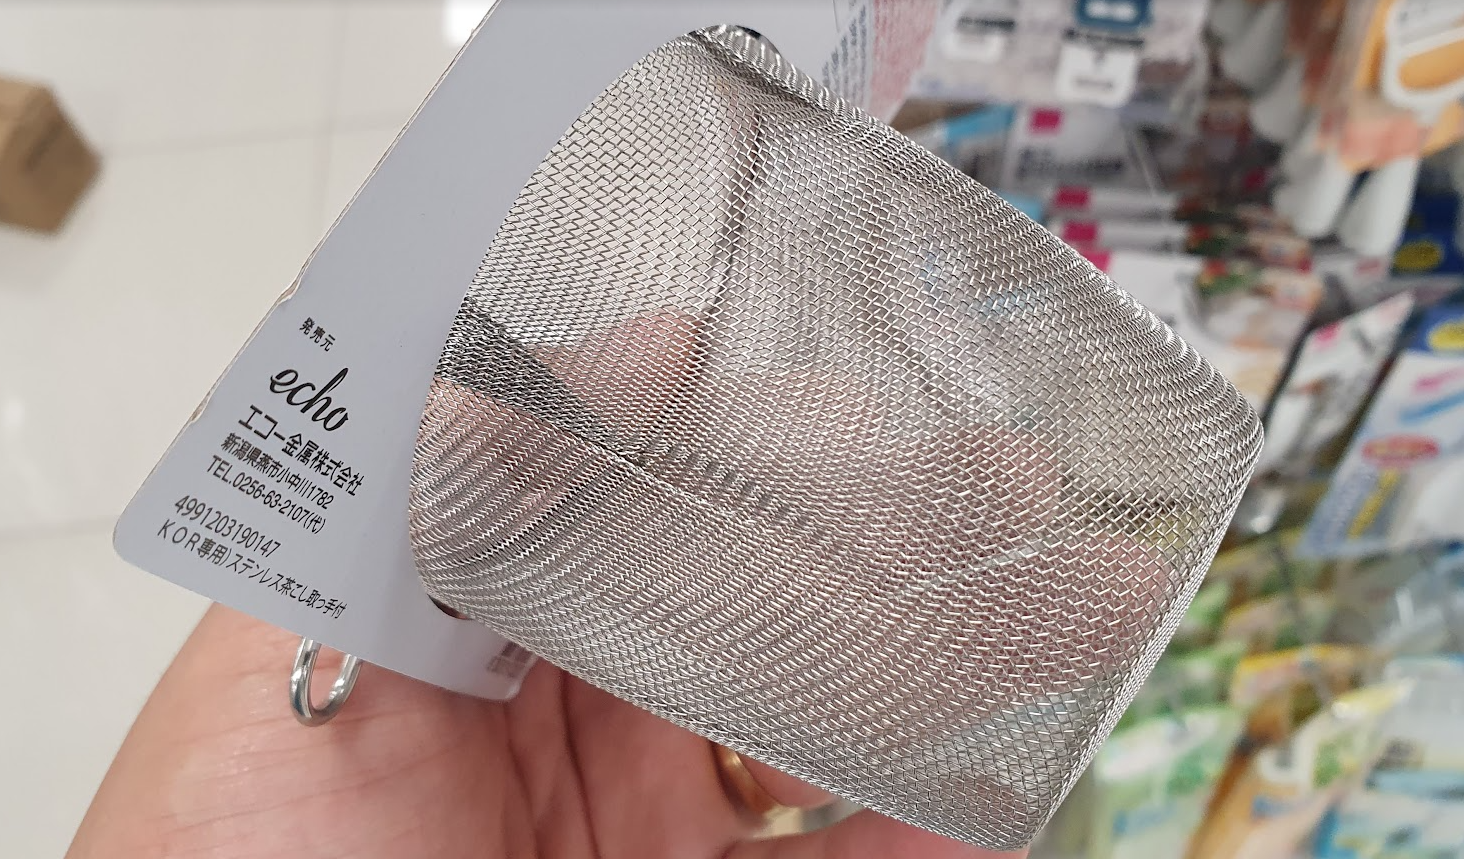 発売元
echo
エコー金属株式会社
新潟県燕市小中川1782
TEL.0256-63-2107(代)
4991203190147
KOR専用)ステンレス茶こし取っ手付